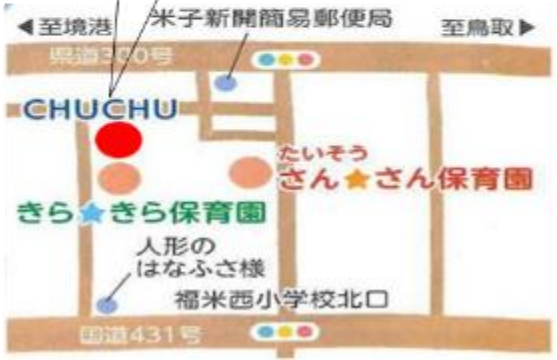 ◀至境港
米子新開簡易郵便局
至鳥取▶
県道300号
CHUCHU
たいそう
さん★さん保育園
きら★きら保育園
人形の
はなふさ様
福米西小学校北口
国道431号